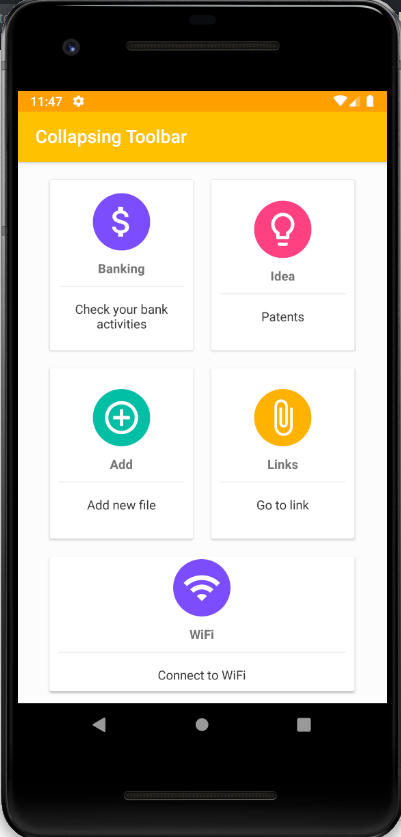 11:47
Collapsing Toolbar
Banking
Check your bank
activities
Idea
Patents
Add
Add new file
Links
Go to link
WiFi
Connect to WiFi